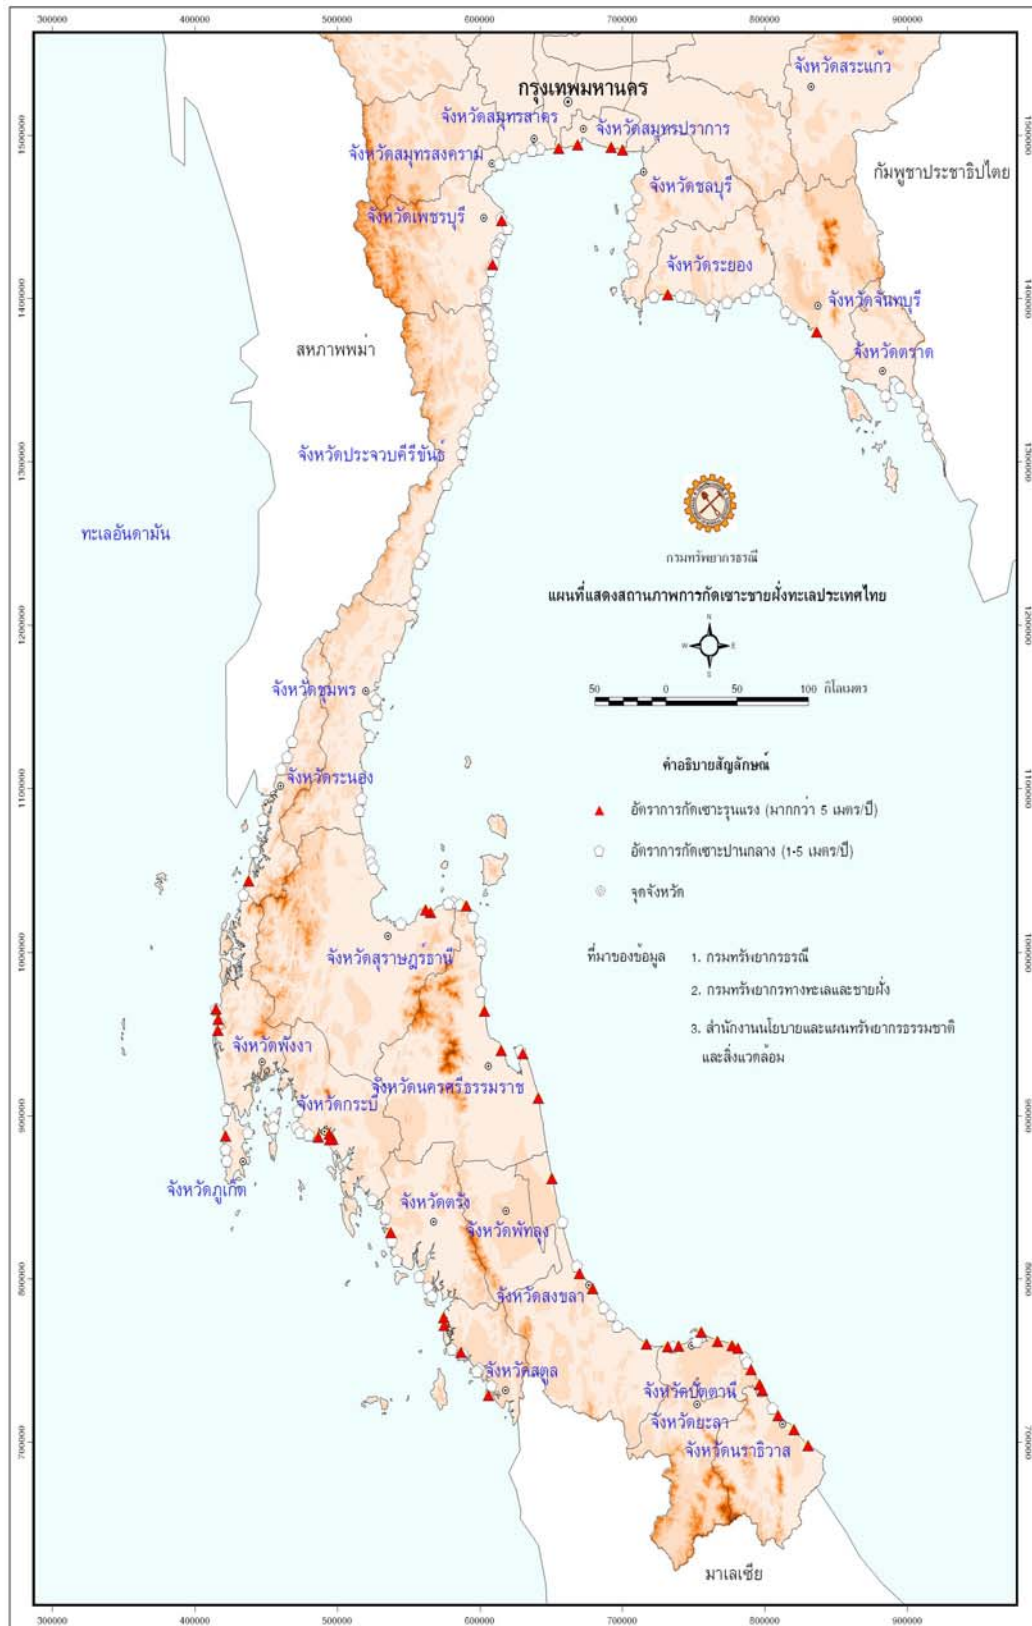 300000 400000 500000 600000 700000 800000 900000
จังหวัดสระแก้ว
กรุงเทพมหานคร
จังหวัดสมุทรสาคร
จังหวัดสมุทรปราการ
1500000 1500000
จังหวัดสมุทรสงคราม
กัมพูชาประชาธิปไตย
จังหวัดชลบุรี
จังหวัดเพชรบุรี
จังหวัดระยอง
1400000 1400000
จังหวัดจันทบุรี
สหภาพพม่า
จังหวัดตราด
จังหวัดประจวบคีรีขันธ์
1300000 1300000
ทะเลอันดามัน
กรมทรัพยากรธรณี
แผนที่แสดงสถานภาพการกัดเซาะชายฝั่งทะเลประเทศไทย
N
1200000 1200000
W E
S
จังหวัดชุมพร
50 0 50 100 กิโลเมตร
คำอธิบายสัญลักษณ์
จังหวัดระนอง
1100000 1100000
อัตราการกัดเซาะรุนแรง (มากกว่า 5 เมตร/ปี)
อัตราการกัดเซาะปานกลาง (1-5 เมตร/ปี)
จุดจังหวัด
จังหวัดสุราษฎร์ธานี
1000000 1000000
ที่มาของข้อมูล 1. กรมทรัพยากรธรณี
2. กรมทรัพยากรทางทะเลและชายฝั่ง
3. สำนักงานนโยบายและแผนทรัพยากรธรรมชาติ
และสิ่งแวดล้อม
จังหวัดพังงา
จังหวัดนครศรีธรรมราช
จังหวัดกระบี่
900000 900000
จังหวัดภูเก็ต
จังหวัดตรัง
จังหวัดพัทลุง
800000 800000
จังหวัดสงขลา
จังหวัดสตูล
จังหวัดปัตตานี
จังหวัดยะลา
700000 700000
จังหวัดนราธิวาส
มาเลเซีย
300000 400000 500000 600000 700000 800000 900000